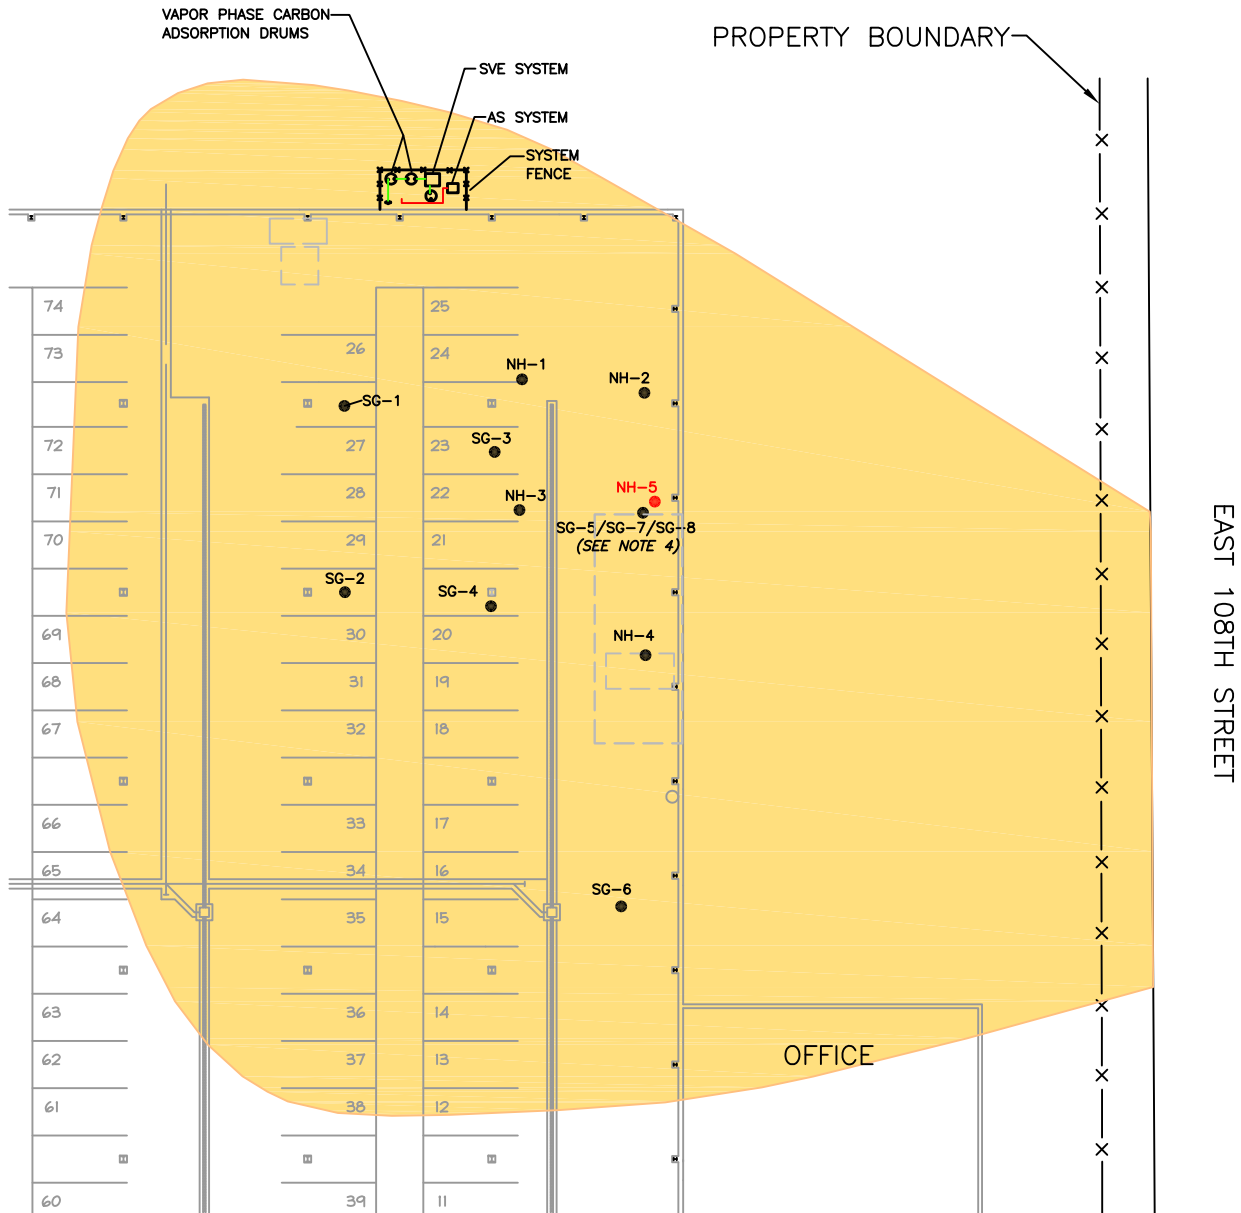 VAPOR PHASE CARBON
ADSORPTION DRUMS
PROPERTY BOUNDARY
SVE SYSTEM
AS SYSTEM
SYSTEM
FENCE
74
25
73
26
24
NH-1
NH-2
SG-1
72
27
23
SG-3
71
28
22
NH-3
NH-5
SG-5/SG-7/SG-8
(SEE NOTE 4)
70
29
21
SG-2
SG-4
69
30
20
NH-4
68
31
19
67
32
18
66
33
17
65
34
16
64
35
15
SG-6
63
36
14
62
37
13
OFFICE
61
38
12
60
39
11
EAST 108TH STREET